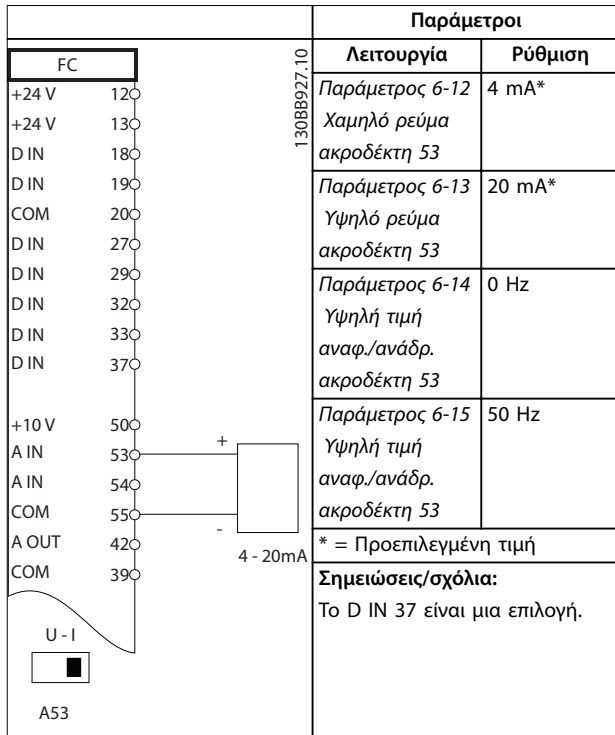 FC
+24 V 12
+24 V 13
D IN 18
D IN 19
COM 20
D IN 27
D IN 29
D IN 32
D IN 33
D IN 37
+10 V 50
A IN 53
A IN 54
COM 55
A OUT 42
COM 39
+
-
4 - 20mA
U - I
A53
130BB927.10
Παράμετροι
Λειτουργία Ρύθμιση
Παράμετρος 6-12 4 mA*
Χαμηλό ρεύμα
ακροδέκτη 53
Παράμετρος 6-13 20 mA*
Υψηλό ρεύμα
ακροδέκτη 53
Παράμετρος 6-14 0 Hz
Υψηλή τιμή
αναφ./ανάδρ.
ακροδέκτη 53
Παράμετρος 6-15 50 Hz
Υψηλή τιμή
αναφ./ανάδρ.
ακροδέκτη 53
* = Προεπιλεγμένη τιμή
Σημειώσεις/σχόλια:
Το D IN 37 είναι μια επιλογή.